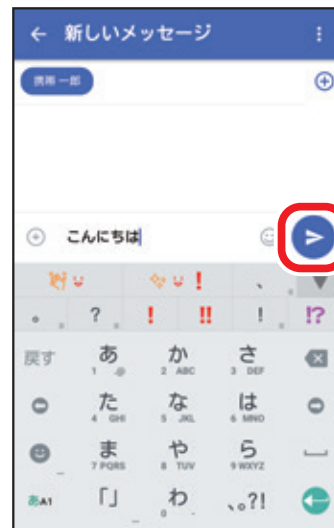 新しいメッセージ
携帯 一郎
こんにちは
! 、
。 ? ! !! ! !?
戻す あ か さ
1 .@ 2 ABC 3 DEF
た な は
4 GHI 5 JKL 6 MNO
ま や ら
7 PQRS 8 TUV 9 WXYZ
あA1 「」 わ 、。?!
0